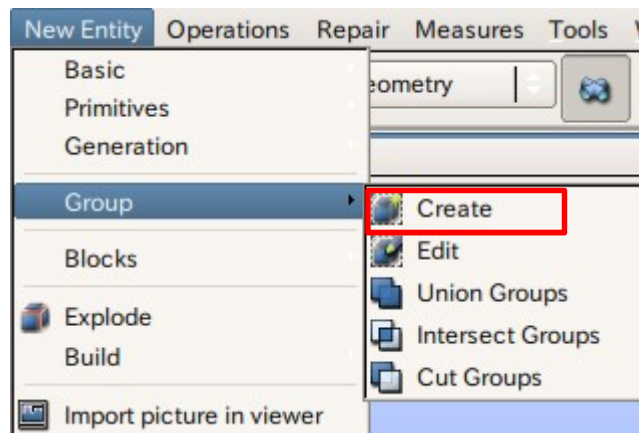 New Entity Operations Repair Measures Tools
Basic
eometry
Primitives
Generation
Group
Create
Edit
Blocks
Union Groups
Explode
Intersect Groups
Build
Cut Groups
Import picture in viewer